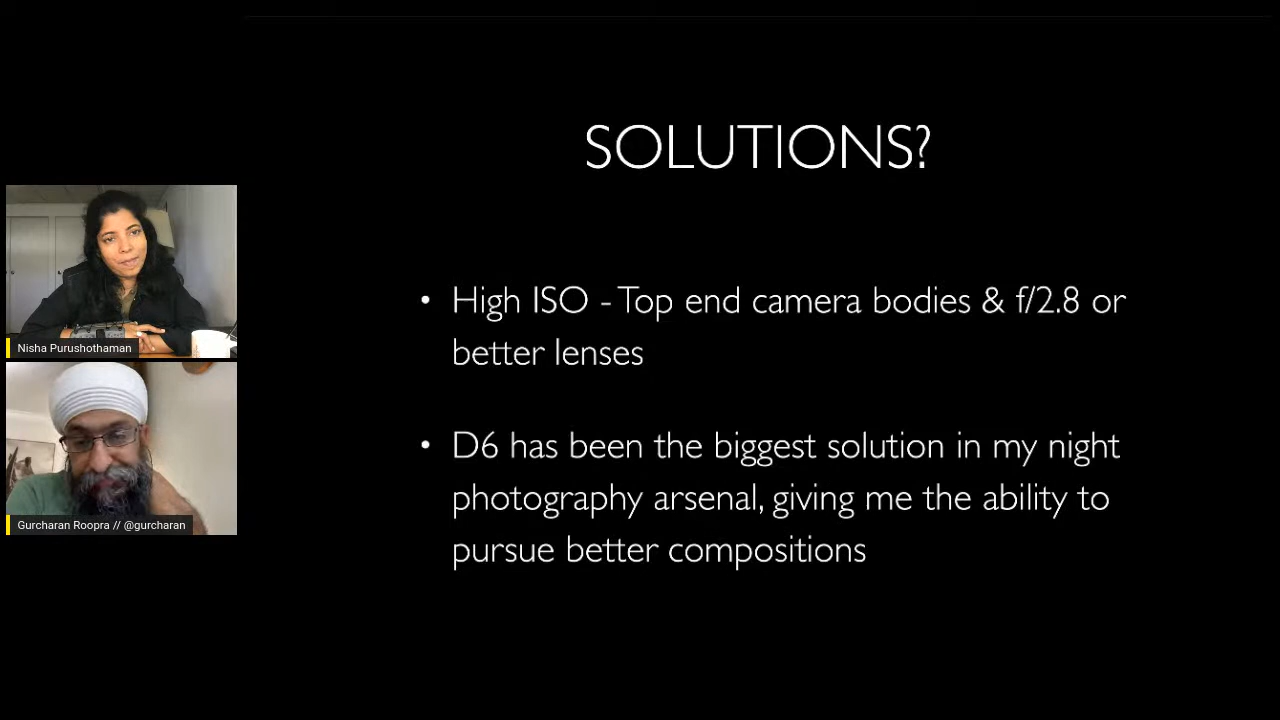 SOLUTIONS?
• High ISO - Top end camera bodies & f/2.8 or
better lenses
• D6 has been the biggest solution in my night
photography arsenal, giving me the ability to
pursue better compositions
Nisha Purushothaman
Gurcharan Roopra // @gurcharan